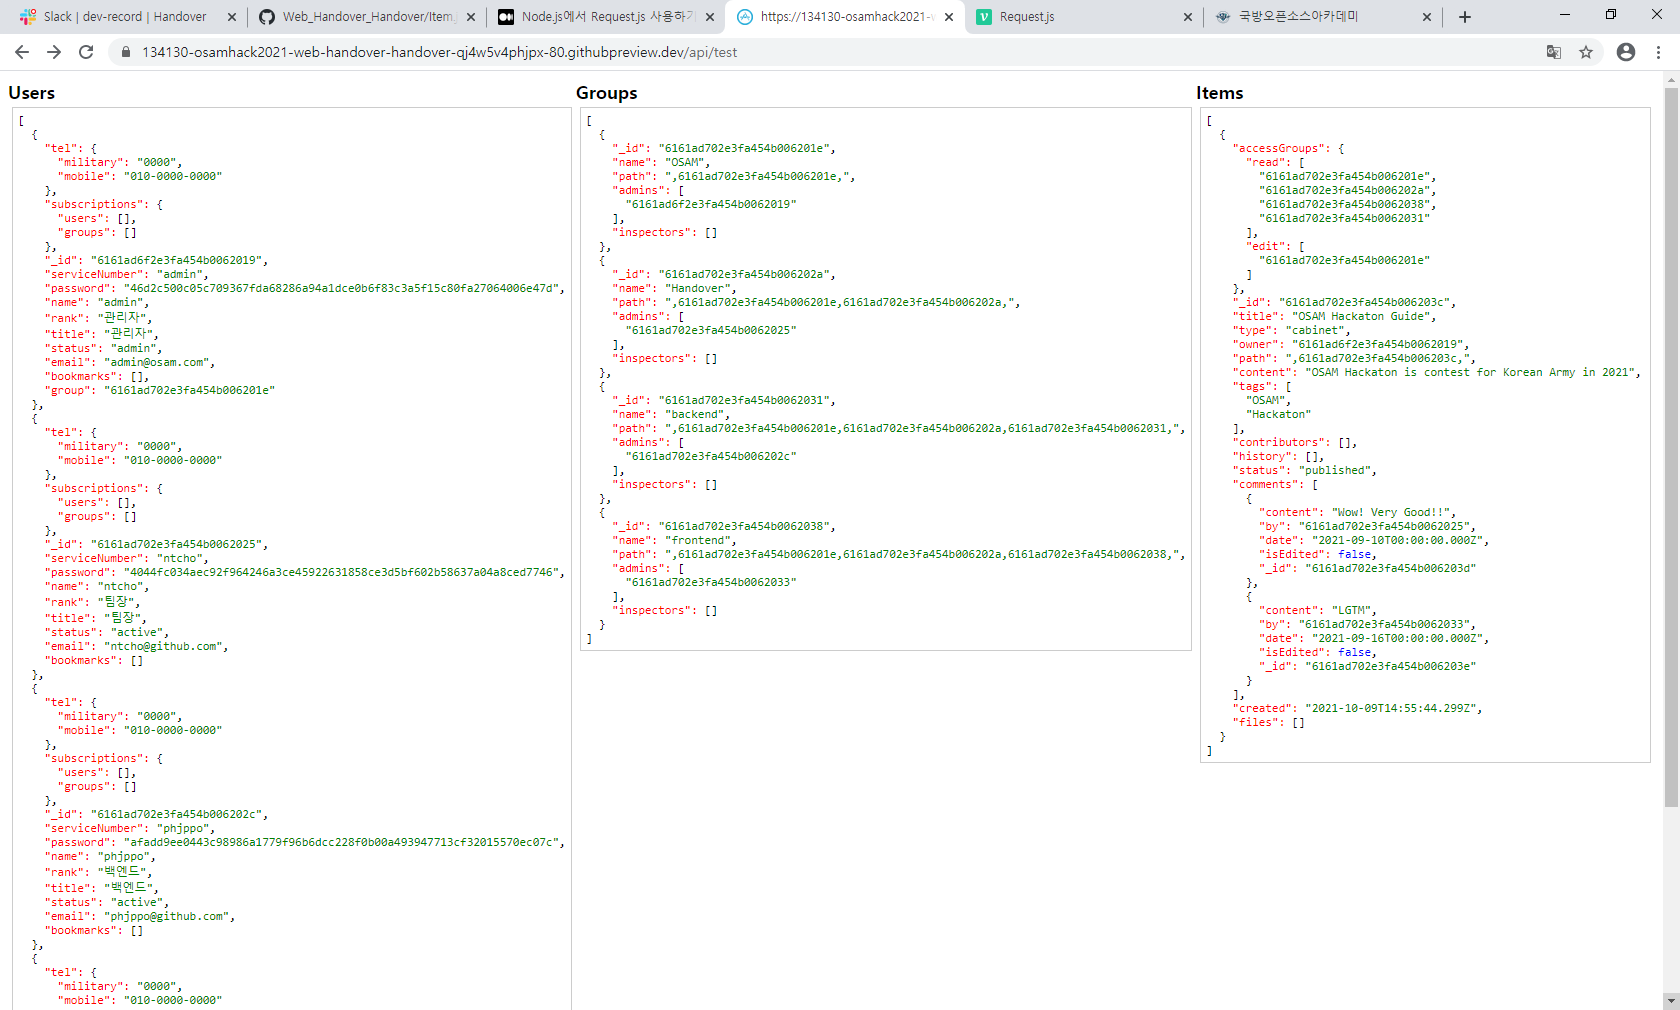 Slack | dev-record | Handover
Web_Handover_Handover/Item.j
Node.js에서 Request.js 사용하기
https://134130-osamhack2021-w
Request.js
국방오픈소스아카데미
134130-osamhack2021-web-handover-handover-qj4w5v4phjpx-80.githubpreview.dev/api/test
Users
[
{
"tel": {
"military": "0000",
"mobile": "010-0000-0000"
},
"subscriptions": {
"users": [],
"groups": []
},
"_id": "6161ad6f2e3fa454b0062019",
"serviceNumber": "admin",
"password": "46d2c500c05c709367fda68286a94a1dce0b6f83c3a5f15c80fa27064006e47d",
"name": "admin",
"rank": "관리자",
"title": "관리자",
"status": "admin",
"email": "admin@osam.com",
"bookmarks": [],
"group": "6161ad702e3fa454b006201e"
},
{
"tel": {
"military": "0000",
"mobile": "010-0000-0000"
},
"subscriptions": {
"users": [],
"groups": []
},
"_id": "6161ad702e3fa454b0062025",
"serviceNumber": "ntcho",
"password": "4044fc034aec92f964246a3ce45922631858ce3d5bf602b58637a04a8ced7746",
"name": "ntcho",
"rank": "팀장",
"title": "팀장",
"status": "active",
"email": "ntcho@github.com",
"bookmarks": []
},
{
"tel": {
"military": "0000",
"mobile": "010-0000-0000"
},
"subscriptions": {
"users": [],
"groups": []
},
"_id": "6161ad702e3fa454b006202c",
"serviceNumber": "phjppo",
"password": "afadd9ee0443c98986a1779f96b6dcc228f0b00a493947713cf32015570ec07c",
"name": "phjppo",
"rank": "백엔드",
"title": "백엔드",
"status": "active",
"email": "phjppo@github.com",
"bookmarks": []
},
{
"tel": {
"military": "0000",
"mobile": "010-0000-0000"
Groups
[
{
"_id": "6161ad702e3fa454b006201e",
"name": "OSAM",
"path": ",6161ad702e3fa454b006201e,",
"admins": [
"6161ad6f2e3fa454b0062019"
],
"inspectors": []
},
{
"_id": "6161ad702e3fa454b006202a",
"name": "Handover",
"path": ",6161ad702e3fa454b006201e,6161ad702e3fa454b006202a,",
"admins": [
"6161ad702e3fa454b0062025"
],
"inspectors": []
},
{
"_id": "6161ad702e3fa454b0062031",
"name": "backend",
"path": ",6161ad702e3fa454b006201e,6161ad702e3fa454b006202a,6161ad702e3fa454b0062031,",
"admins": [
"6161ad702e3fa454b006202c"
],
"inspectors": []
},
{
"_id": "6161ad702e3fa454b0062038",
"name": "frontend",
"path": ",6161ad702e3fa454b006201e,6161ad702e3fa454b006202a,6161ad702e3fa454b0062038,",
"admins": [
"6161ad702e3fa454b0062033"
],
"inspectors": []
}
]
Items
[
{
"accessGroups": {
"read": [
"6161ad702e3fa454b006201e",
"6161ad702e3fa454b006202a",
"6161ad702e3fa454b0062038",
"6161ad702e3fa454b0062031"
],
"edit": [
"6161ad702e3fa454b006201e"
]
},
"_id": "6161ad702e3fa454b006203c",
"title": "OSAM Hackaton Guide",
"type": "cabinet",
"owner": "6161ad6f2e3fa454b0062019",
"path": ",6161ad702e3fa454b006203c,",
"content": "OSAM Hackaton is contest for Korean Army in 2021",
"tags": [
"OSAM",
"Hackaton"
],
"contributors": [],
"history": [],
"status": "published",
"comments": [
{
"content": "Wow! Very Good!!",
"by": "6161ad702e3fa454b0062025",
"date": "2021-09-10T00:00:00.000Z",
"isEdited": false,
"_id": "6161ad702e3fa454b006203d"
},
{
"content": "LGTM",
"by": "6161ad702e3fa454b0062033",
"date": "2021-09-16T00:00:00.000Z",
"isEdited": false,
"_id": "6161ad702e3fa454b006203e"
}
],
"created": "2021-10-09T14:55:44.299Z",
"files": []
}
]